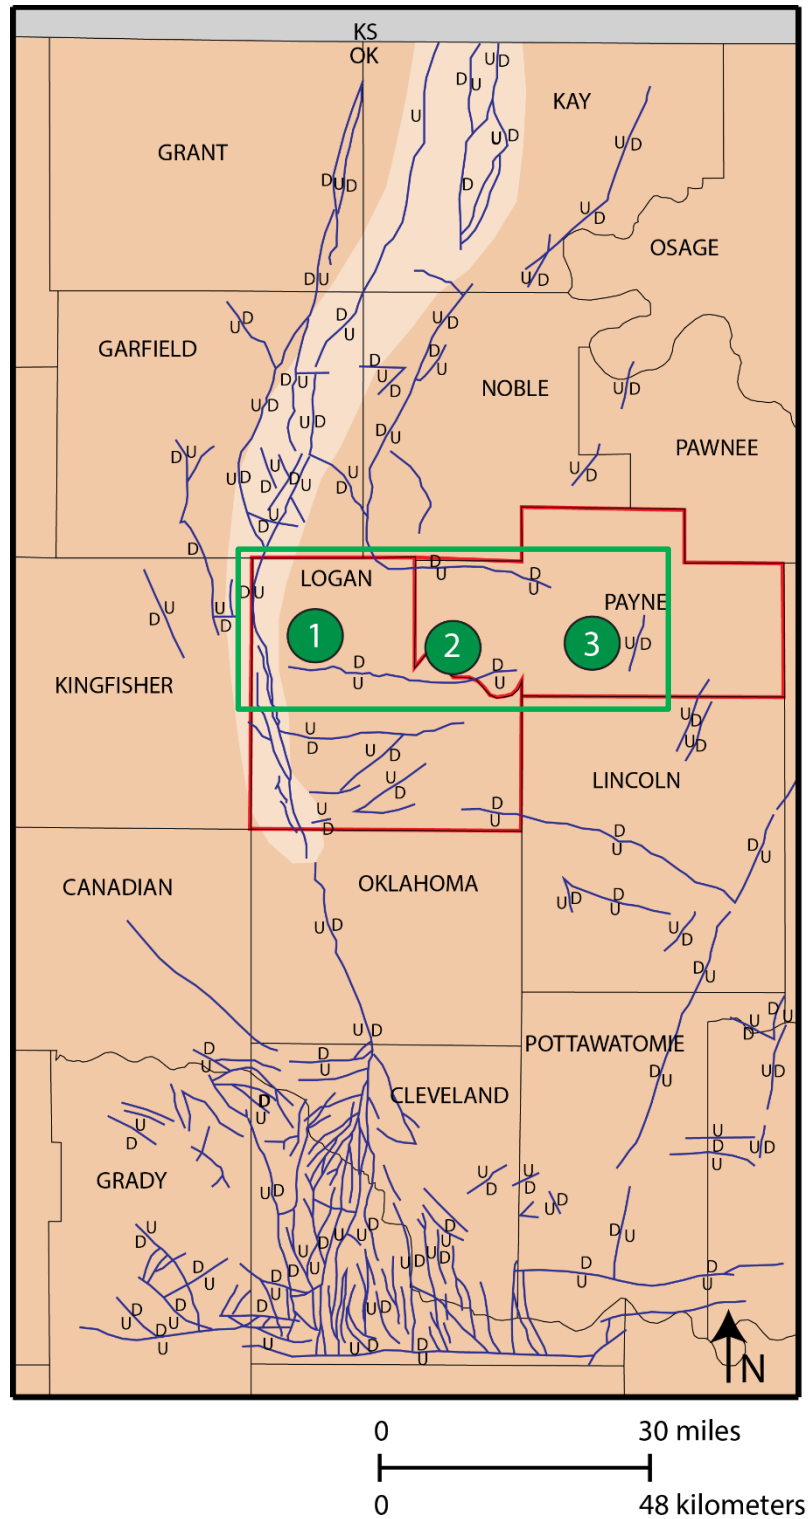 KS
OK
U D
D U
KAY
U
U D
U D
GRANT
D U D
D
U D
OSAGE
D U
U D
D U
U D
U D
GARFIELD
D U
D U
D U D
D U
NOBLE
U D
U D
U D
D U
PAWNEE
D U
U
D U
U D
D
D U
U D
U
D
D
D U
LOGAN
D U
D U
D U
PAYNE
U D
1
2
3
U D
D U
D U
KINGFISHER
D U
U D
U D
U D
U D
U D
LINCOLN
U D
D U
D U
D U
CANADIAN
OKLAHOMA
U D
D U
U D
U D
D U
U D
D U
U D
POTTAWATOMIE
D U
D U
D U
U D
CLEVELAND
D U
U D
U D U
U D
GRADY
U D
U D
U D
U D
U D
U D
U D
D U
U D
D U
D U
D U
D U
D U
U D
U D
D U
D
U D
D U
U
U D
D U
N
0
30 miles
0
48 kilometers